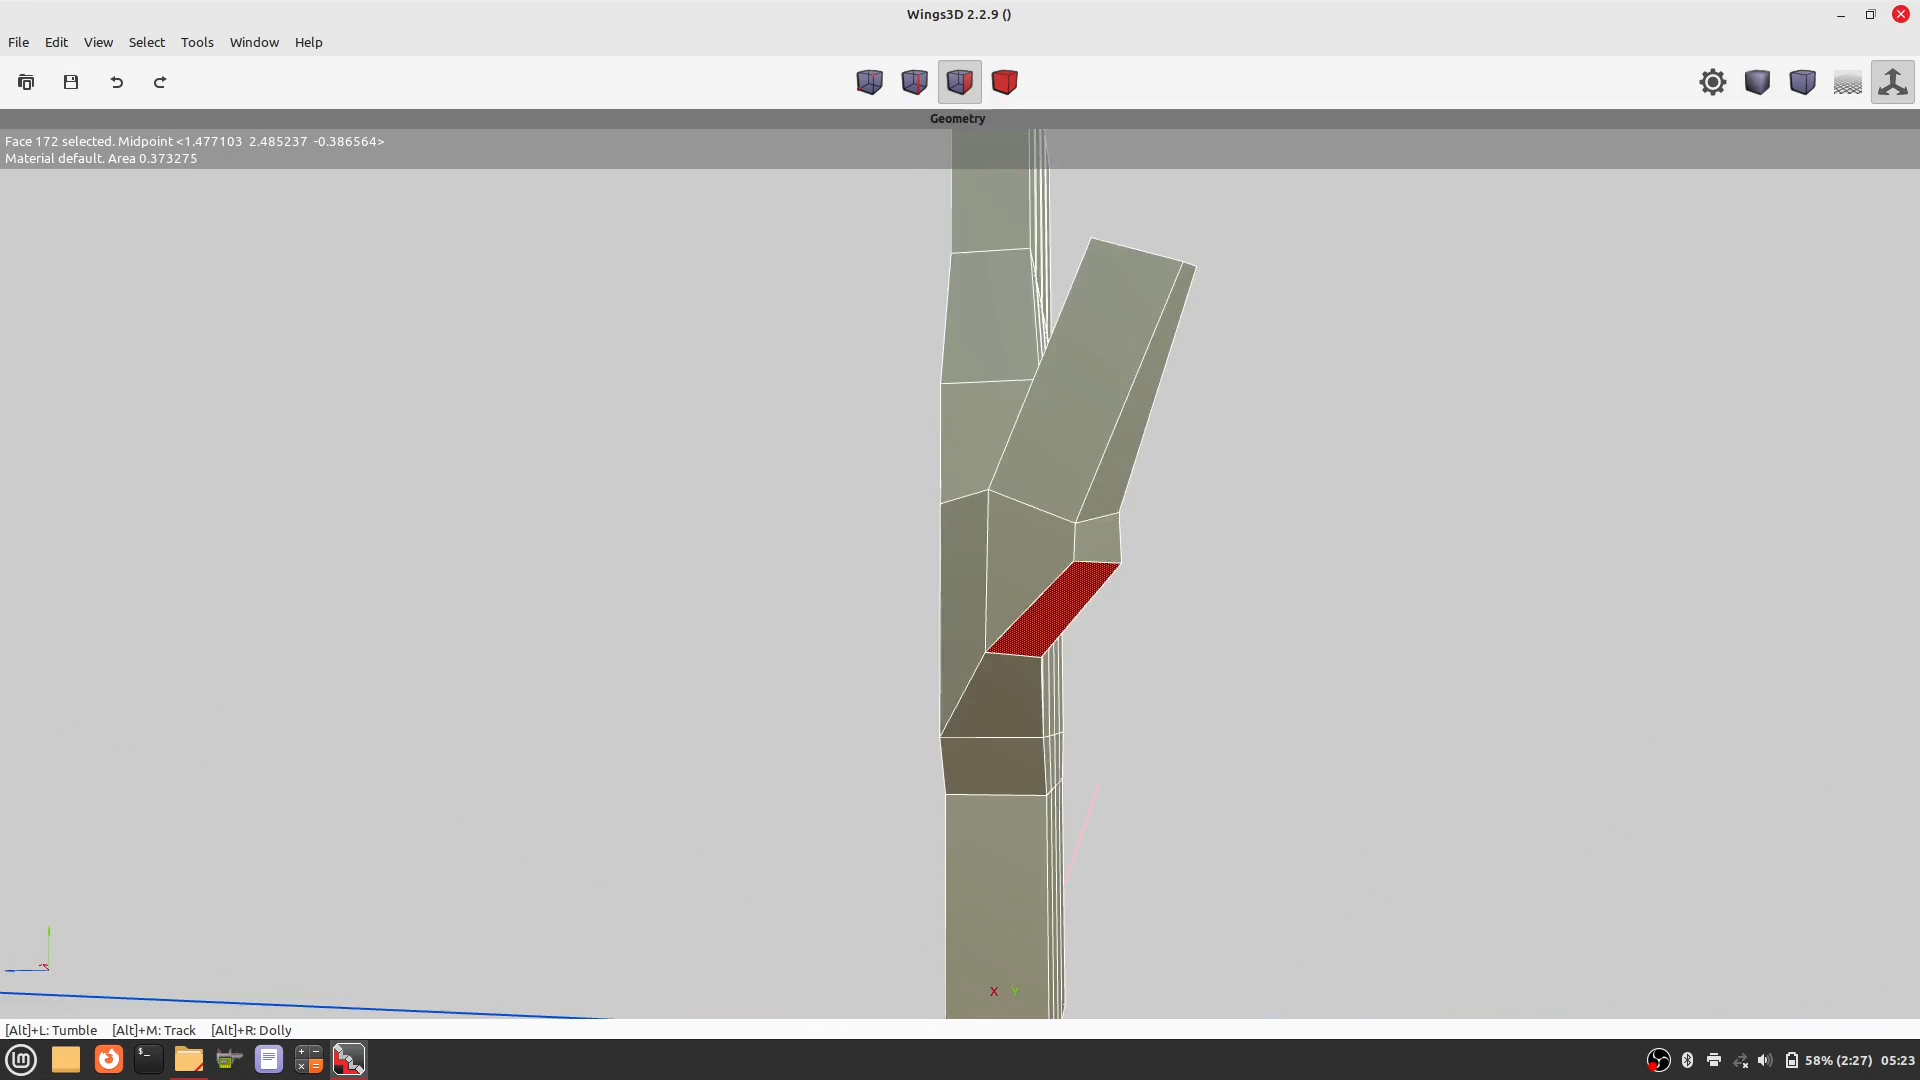 Wings3D 2.2.9 ()
File Edit View Select Tools Window Help
Geometry
Face 172 selected. Midpoint <1.477103 2.485237 -0.386564>
Material default. Area 0.373275
X Y
[Alt]+L: Tumble [Alt]+M: Track [Alt]+R: Dolly
58% (2:27) 05:23